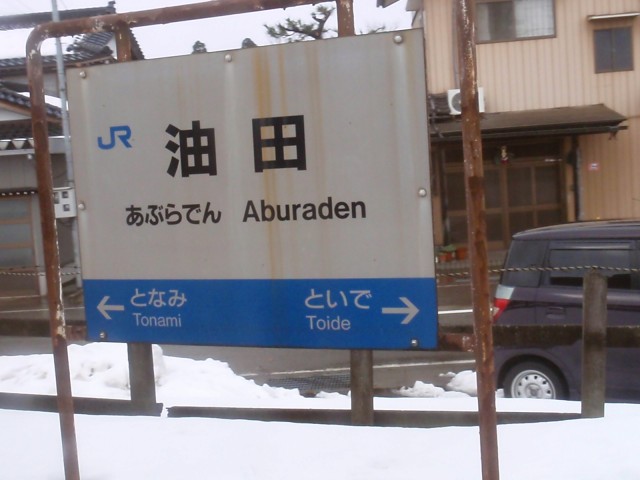 JR 油田
あぶらでん Aburaden
← となみ といで →
Tonami Toide